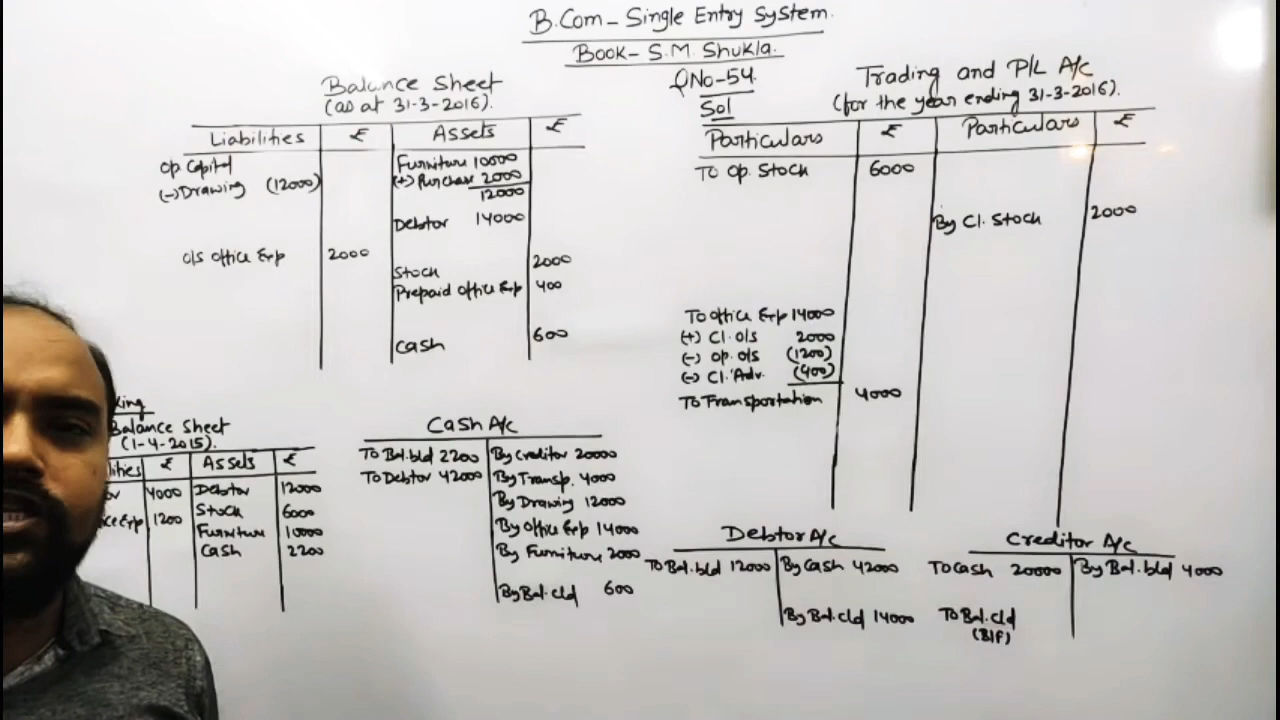 B.Com - Single Entry System.
Book - S.M. Shukla.
QNo-54.
Sol
Balance Sheet
(as at 31-3-2016).
Liabilities ₹ Assets ₹
Op. Capital Furniture 10000
(-) Drawing (12000) (+) Purchase 2000
12000
Debtor 14000
o/s office Exp 2000
Stock 2000
Prepaid office Exp 400
Cash 600
Trading and P/L A/c
(for the year ending 31-3-2016).
Particulars ₹ Particulars ₹
To Op. Stock 6000
By Cl. Stock 2000
To Office Exp 14000
(+) Cl. o/s 2000
(-) Op. o/s (1200)
(-) Cl. Adv. (400)
To Transportation 4000
king
Balance Sheet
(1-4-2015).
lities ₹ Assets ₹
or 4000 Debtor 12000
Stock 6000
ice Exp 1200
Furniture 10000
Cash 2200
Cash A/c
To Bal. b/d 2200 By Creditor 20000
To Debtor 42000 By Transp. 4000
By Drawing 12000
By Office Exp 14000
By Furniture 2000
By Bal. c/d 600
Debtor A/c
To Bal. b/d 12000 By Cash 42000
By Bal. c/d 14000
Creditor A/c
To Cash 20000 By Bal. b/d 4000
To Bal. c/d
(B/F)